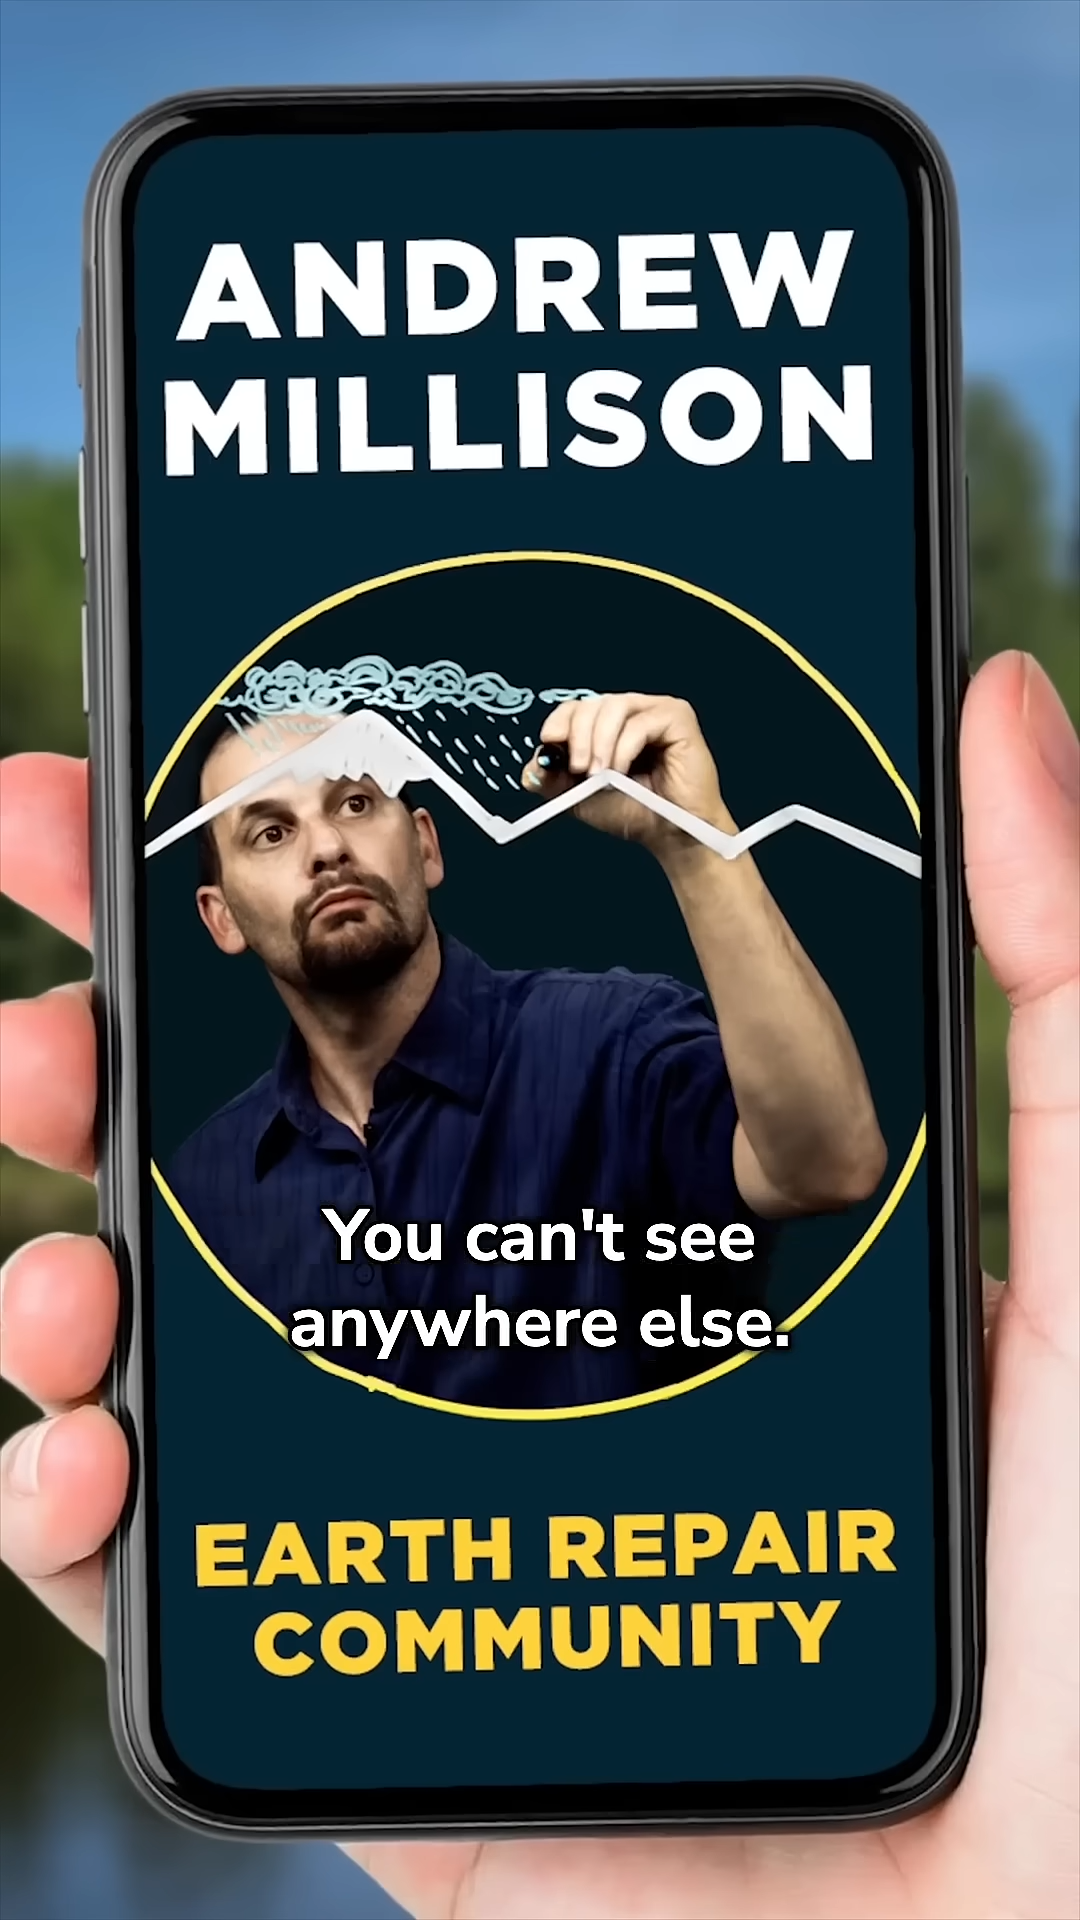 ANDREW
MILLISON
You can't see
anywhere else.
EARTH REPAIR
COMMUNITY